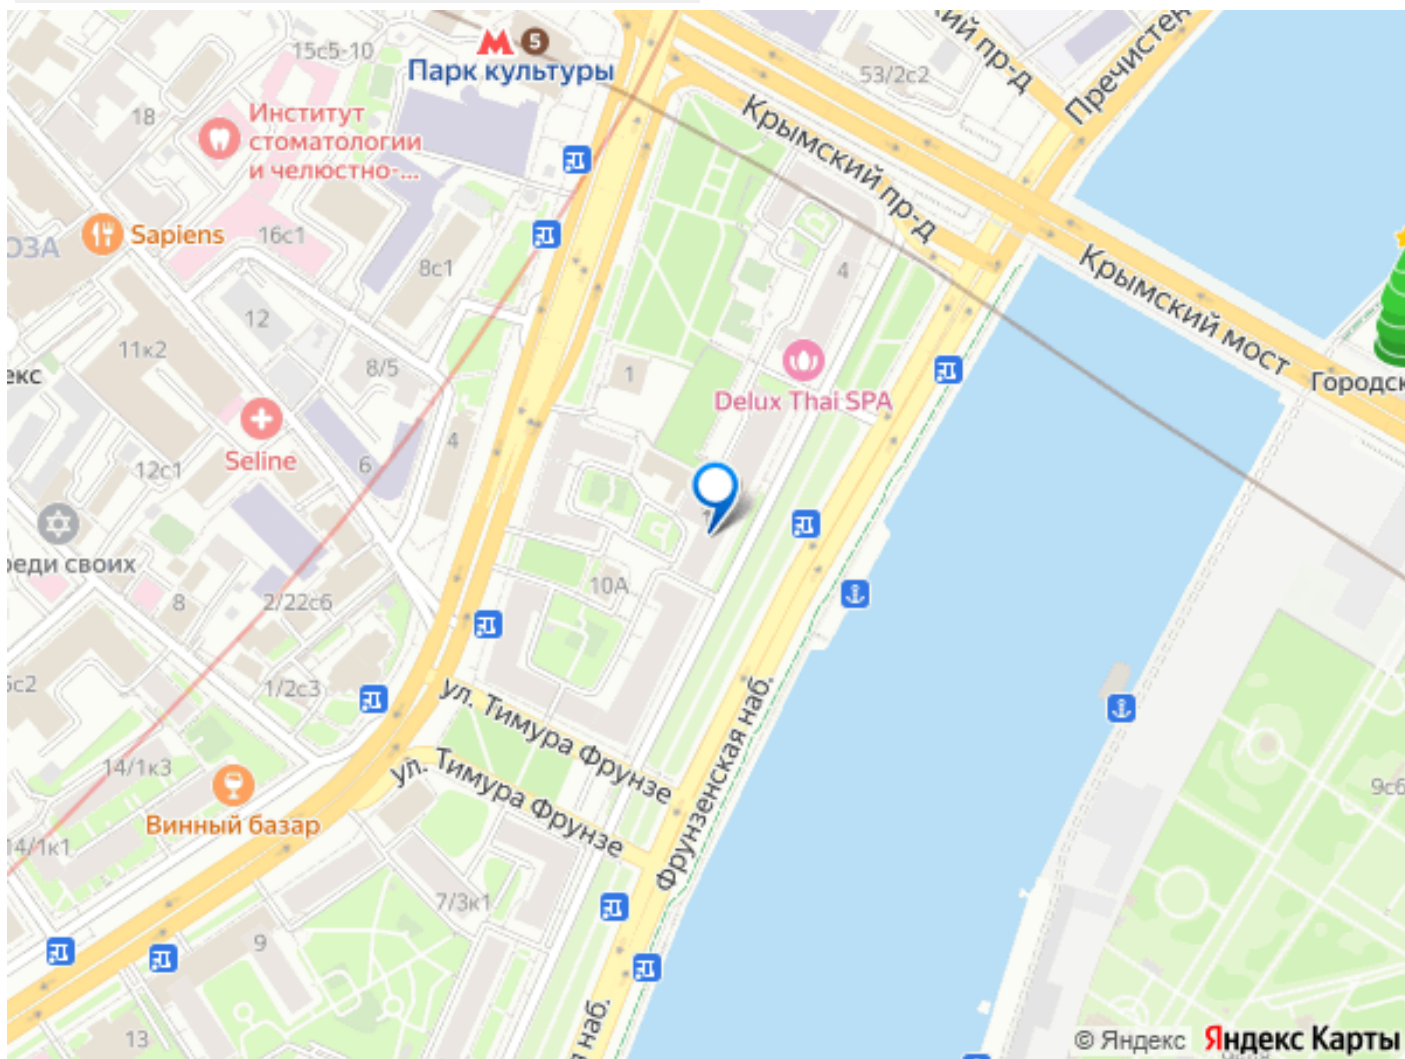 15с5-10
5
Парк культуры
53/2с2
Пречистен
кий пр-д
18
Институт
стоматологии
и челюстно-...
Крымский пр-д
Sapiens
ОЗА
16с1
8с1
4
Крымский мост
12
11к2
8/5
1
екс
Городск
Delux Thai SPA
Seline
4
12с1
6
реди своих
10А
8
2/22с6
5с2
1/2с3
ул. Тимура Фрунзе
Фрунзенская наб.
14/1к3
ул. Тимура Фрунзе
9с6
Винный базар
14/1к1
7/3к1
9
я наб.
13
© Яндекс Яндекс Карты